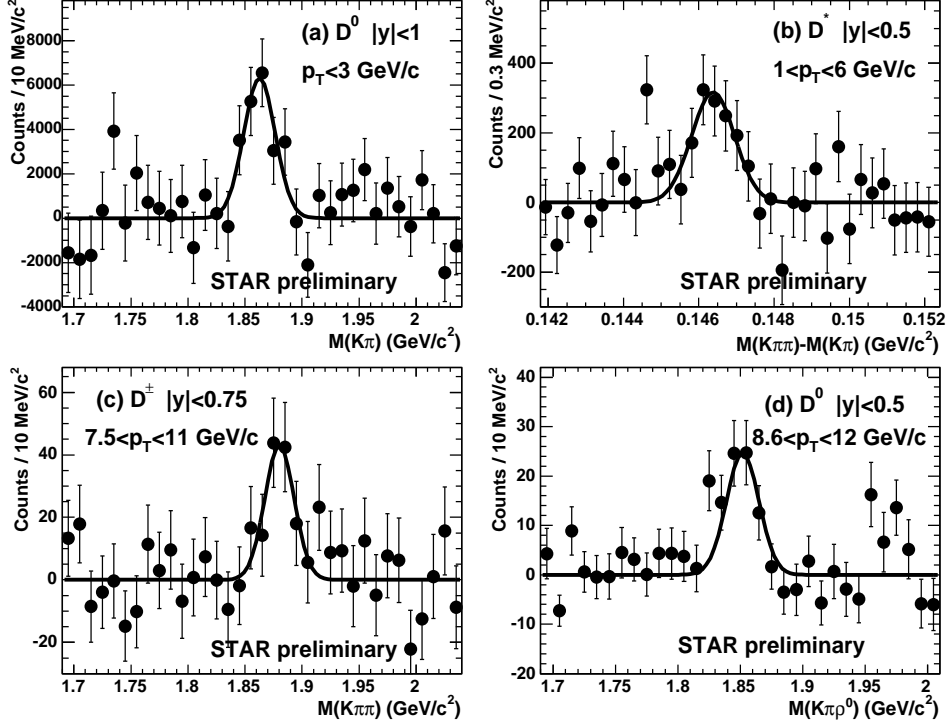 (a) D⁰ |y|<1
p_T<3 GeV/c
Counts / 10 MeV/c²
8000
6000
4000
2000
0
-2000
-4000
STAR preliminary
1.7 1.75 1.8 1.85 1.9 1.95 2
M(Kπ) (GeV/c²)
(b) D* |y|<0.5
1<p_T<6 GeV/c
Counts / 0.3 MeV/c²
400
200
0
-200
STAR preliminary
0.142 0.144 0.146 0.148 0.15 0.152
M(Kππ)-M(Kπ) (GeV/c²)
(c) D± |y|<0.75
7.5<p_T<11 GeV/c
Counts / 10 MeV/c²
60
40
20
0
-20
STAR preliminary
1.7 1.75 1.8 1.85 1.9 1.95 2
M(Kππ) (GeV/c²)
(d) D⁰ |y|<0.5
8.6<p_T<12 GeV/c
Counts / 10 MeV/c²
40
30
20
10
0
-10
-20
STAR preliminary
1.7 1.75 1.8 1.85 1.9 1.95 2
M(Kπρ⁰) (GeV/c²)